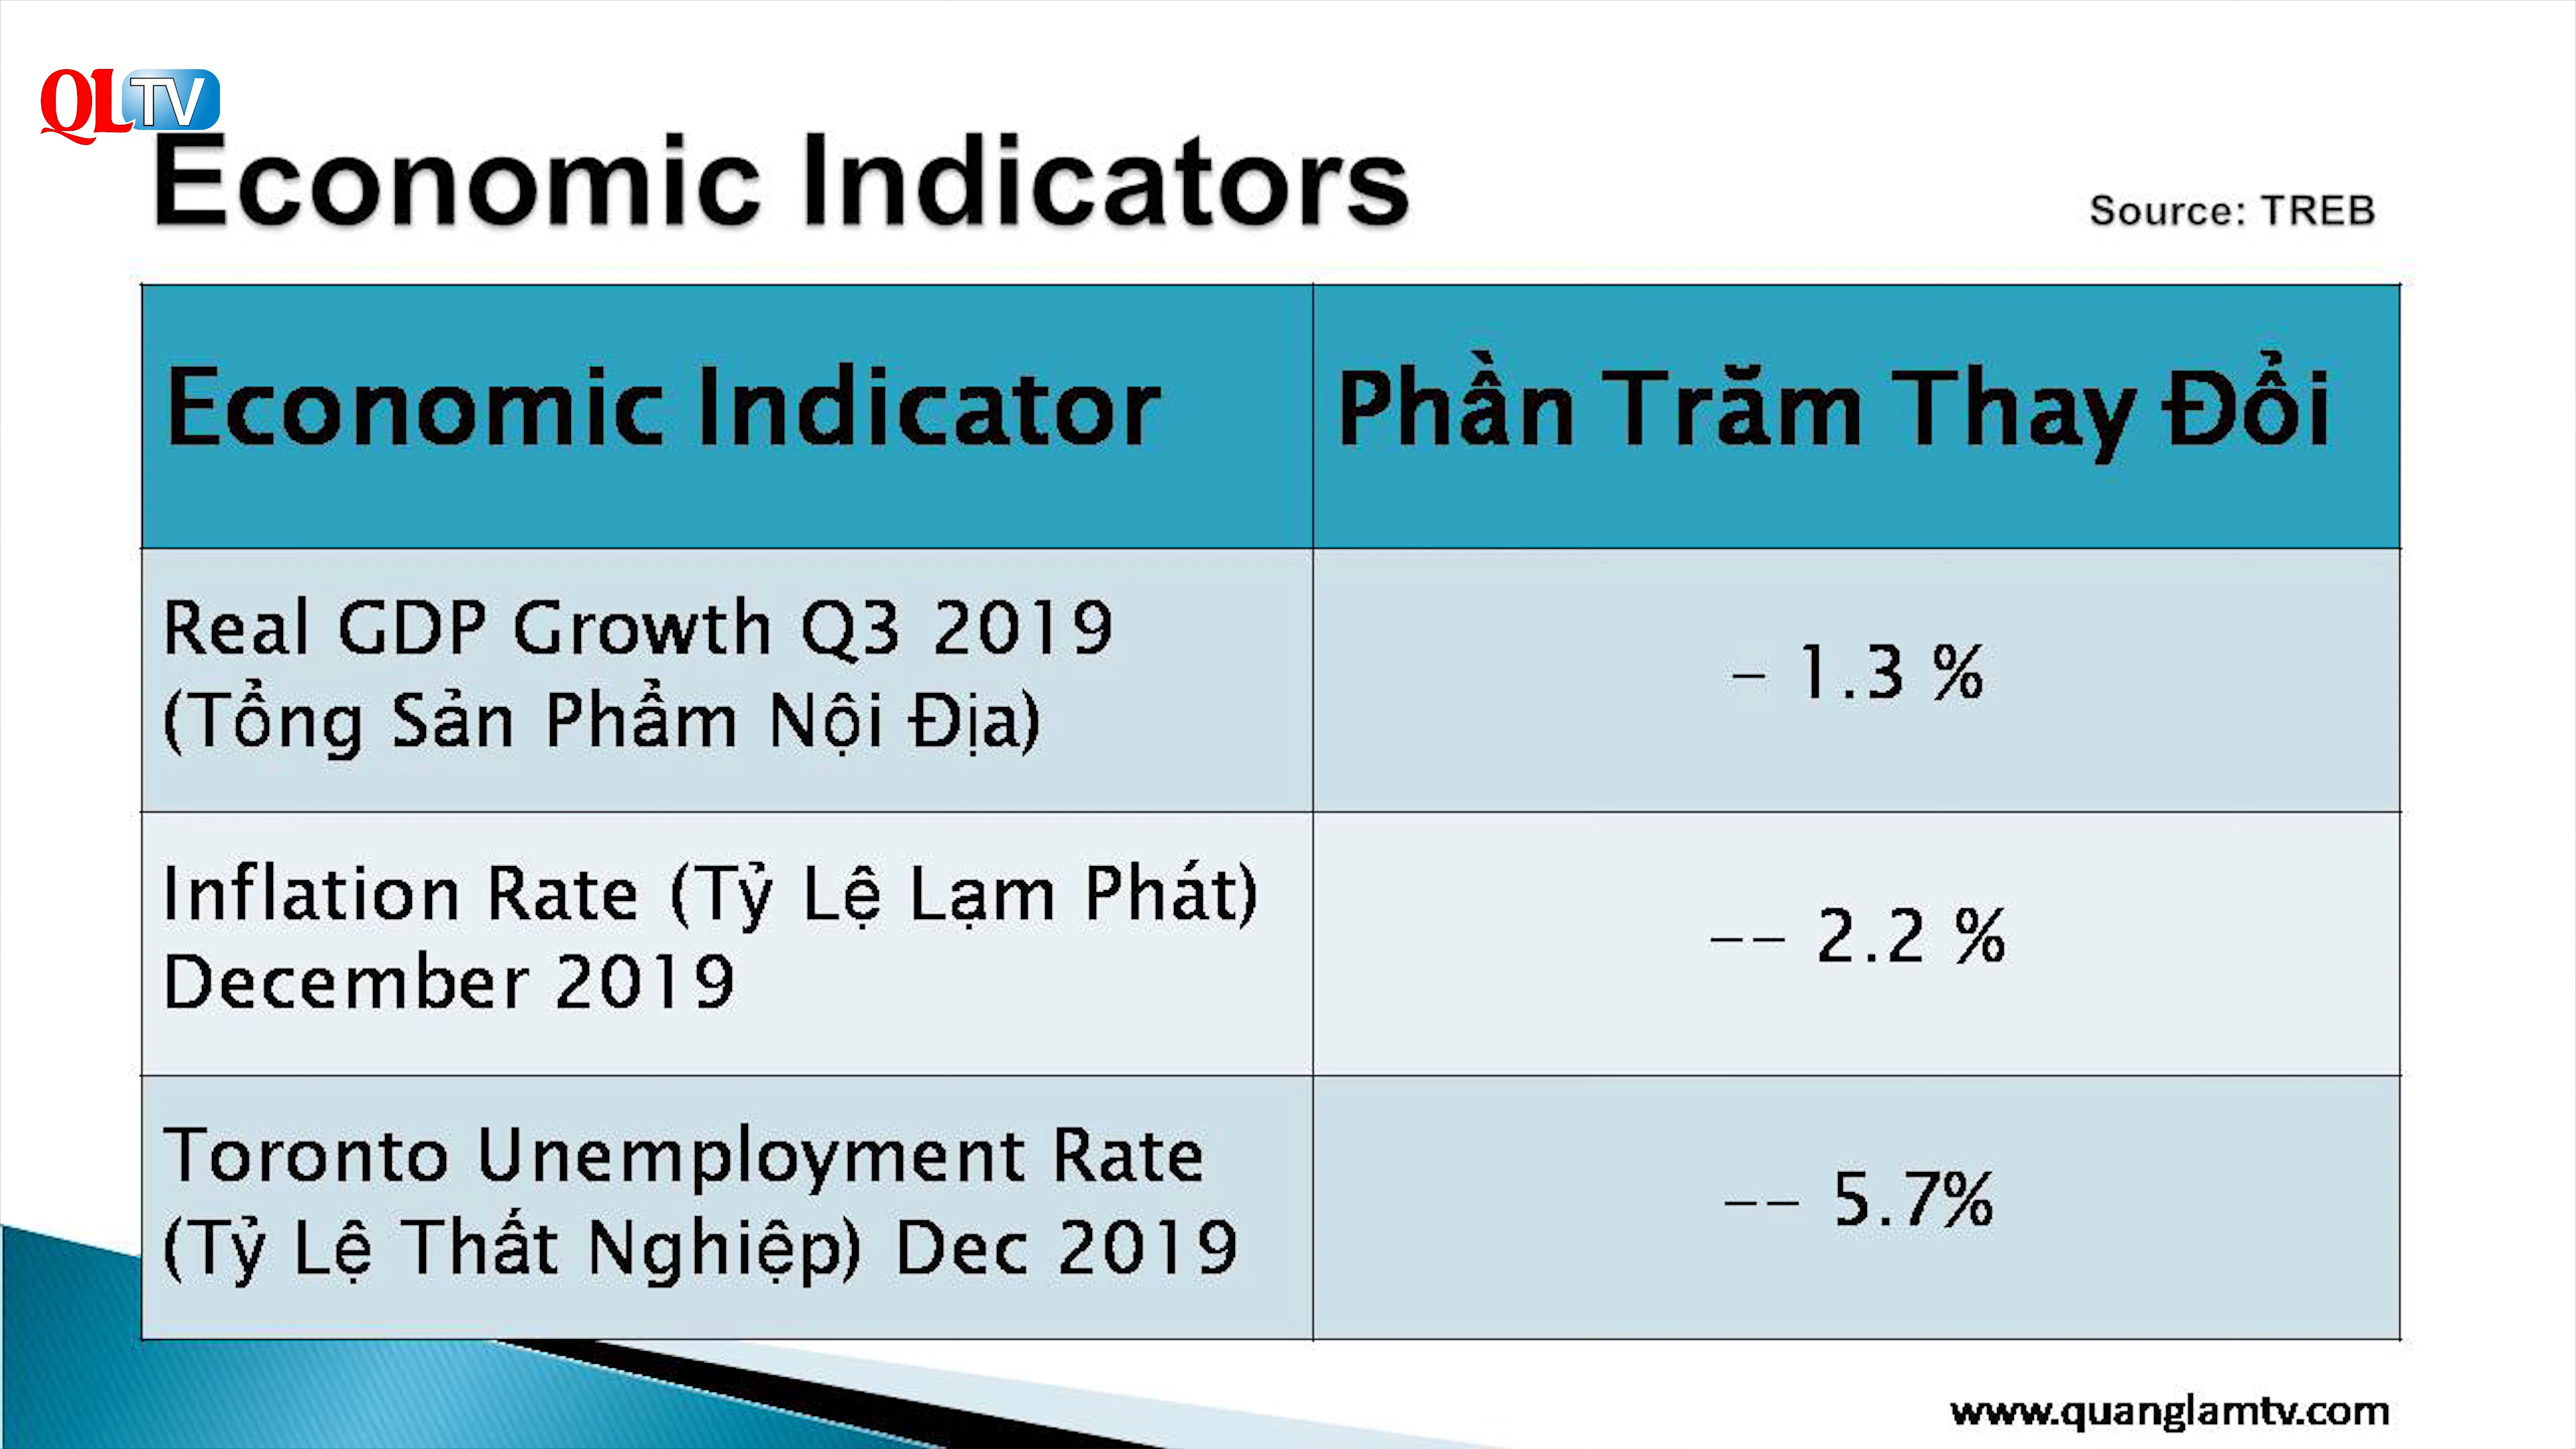 QLTV
Economic Indicators
Source: TREB
Economic Indicator
Phần Trăm Thay Đổi
Real GDP Growth Q3 2019
(Tổng Sản Phẩm Nội Địa)
- 1.3 %
Inflation Rate (Tỷ Lệ Lạm Phát)
December 2019
-- 2.2 %
Toronto Unemployment Rate
(Tỷ Lệ Thất Nghiệp) Dec 2019
-- 5.7%
www.quanglamtv.com